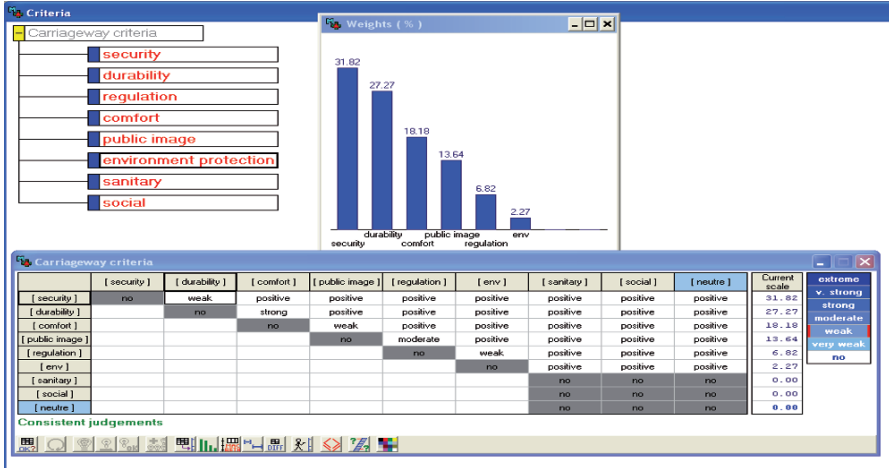 Criteria
Carriageway criteria
security
durability
regulation
comfort
public image
environment protection
sanitary
social
Weights ( % )
31.82
27.27
18.18
13.64
6.82
2.27
durability public image env
security comfort regulation
Carriageway criteria
[ security ] [ durability ] [ comfort ] [ public image ] [ regulation ] [ env ] [ sanitary ] [ social ] [ neutre ] Current scale
[ security ] no weak positive positive positive positive positive positive positive 31.82
[ durability ] no strong positive positive positive positive positive positive 27.27
[ comfort ] no weak positive positive positive positive positive 18.18
[ public image ] no moderate positive positive positive positive 13.64
[ regulation ] no weak positive positive positive 6.82
[ env ] no positive positive positive 2.27
[ sanitary ] no no no 0.00
[ social ] no no no 0.00
[ neutre ] no no no 0.00
extreme
v. strong
strong
moderate
weak
very weak
no
Consistent judgements